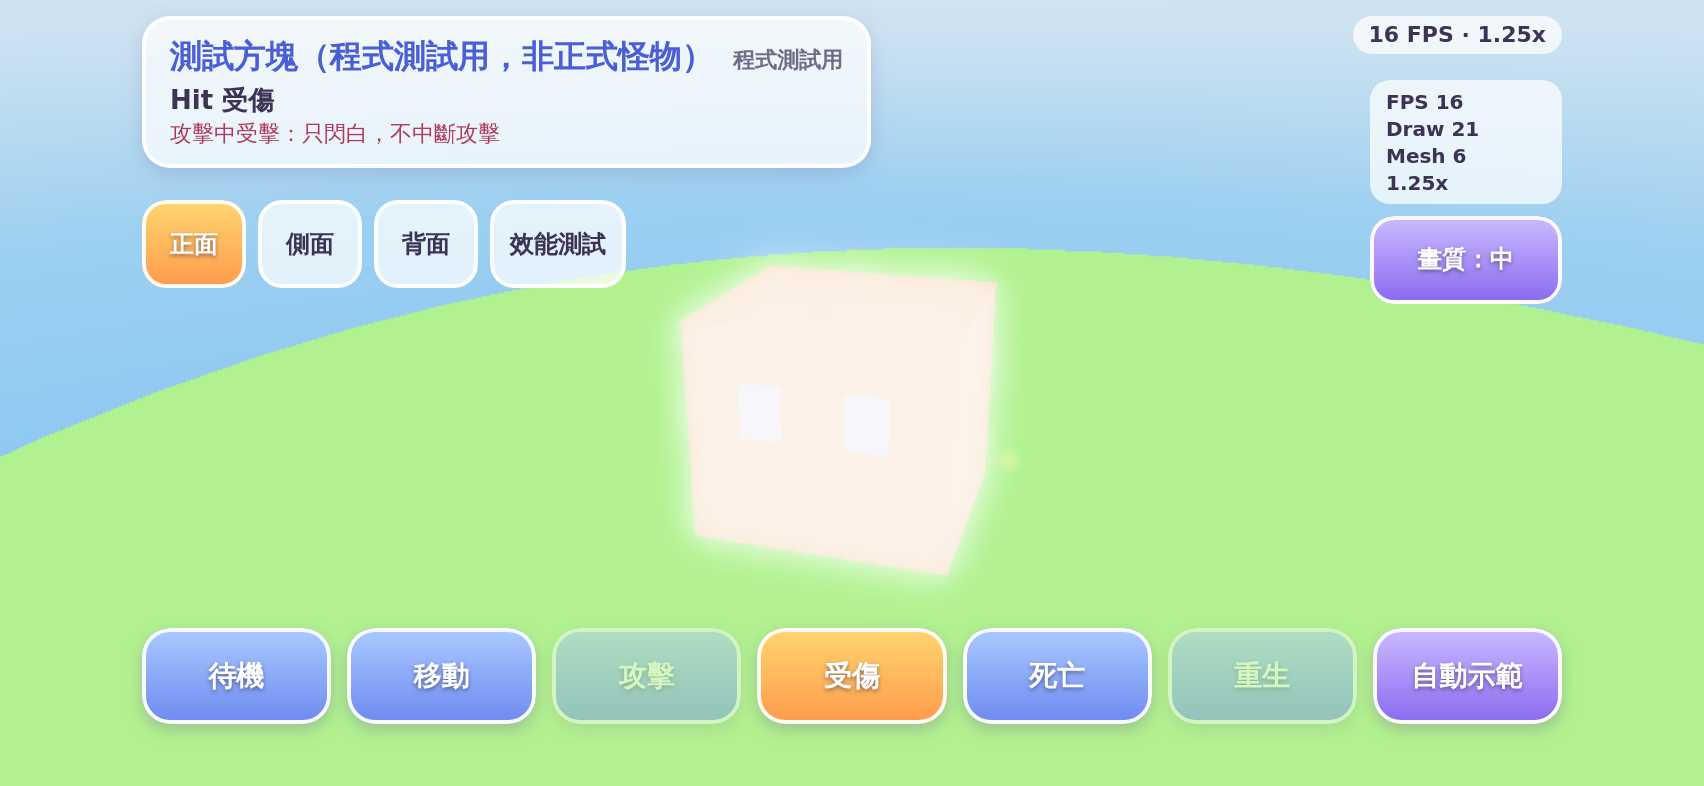 測試方塊（程式測試用，非正式怪物） 程式測試用
Hit 受傷
攻擊中受擊：只閃白，不中斷攻擊
16 FPS · 1.25x
FPS 16
Draw 21
Mesh 6
1.25x
正面 側面 背面 效能測試
畫質：中
待機 移動 攻擊 受傷 死亡 重生 自動示範